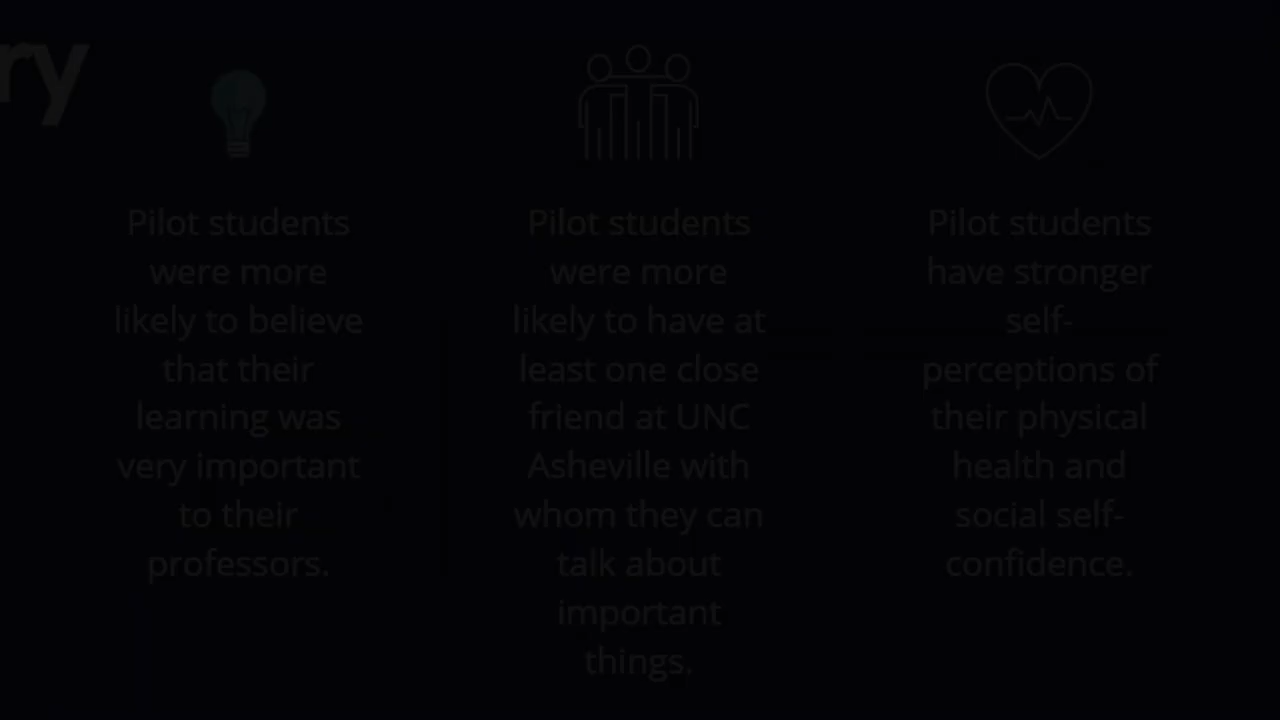 ry
Pilot students
were more
likely to believe
that their
learning was
very important
to their
professors.
Pilot students
were more
likely to have at
least one close
friend at UNC
Asheville with
whom they can
talk about
important
things.
Pilot students
have stronger
self-
perceptions of
their physical
health and
social self-
confidence.